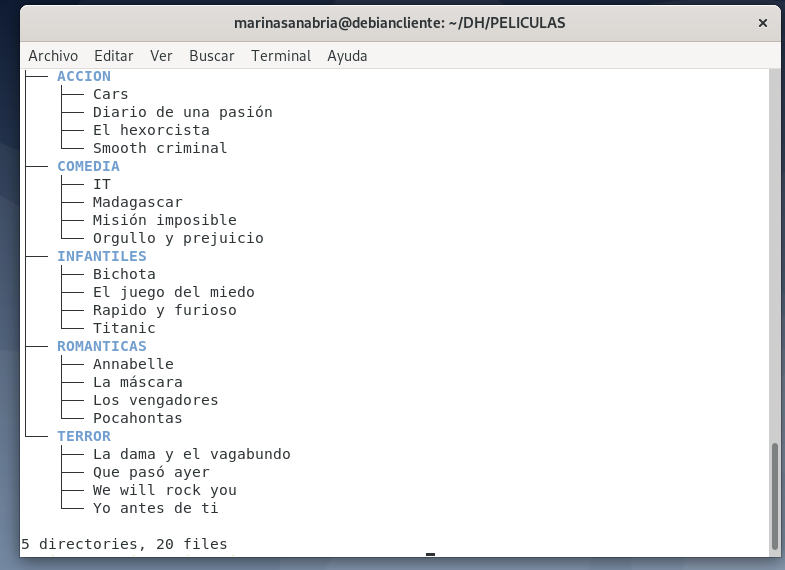 marinasanabria@debiancliente: ~/DH/PELICULAS
Archivo Editar Ver Buscar Terminal Ayuda
├── ACCION
│   ├── Cars
│   ├── Diario de una pasión
│   ├── El hexorcista
│   └── Smooth criminal
├── COMEDIA
│   ├── IT
│   ├── Madagascar
│   ├── Misión imposible
│   └── Orgullo y prejuicio
├── INFANTILES
│   ├── Bichota
│   ├── El juego del miedo
│   ├── Rapido y furioso
│   └── Titanic
├── ROMANTICAS
│   ├── Annabelle
│   ├── La máscara
│   ├── Los vengadores
│   └── Pocahontas
└── TERROR
    ├── La dama y el vagabundo
    ├── Que pasó ayer
    ├── We will rock you
    └── Yo antes de ti
5 directories, 20 files